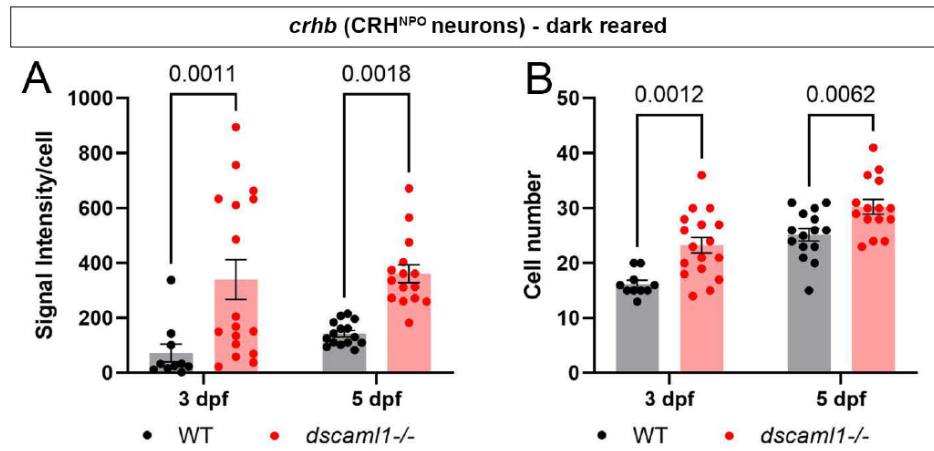 crhb (CRHᴺᴾᴼ neurons) - dark reared
A
0.0011
0.0018
Signal Intensity/cell
1000
800
600
400
200
0
3 dpf
5 dpf
WT
dscaml1-/-
B
0.0012
0.0062
Cell number
50
40
30
20
10
0
3 dpf
5 dpf
WT
dscaml1-/-